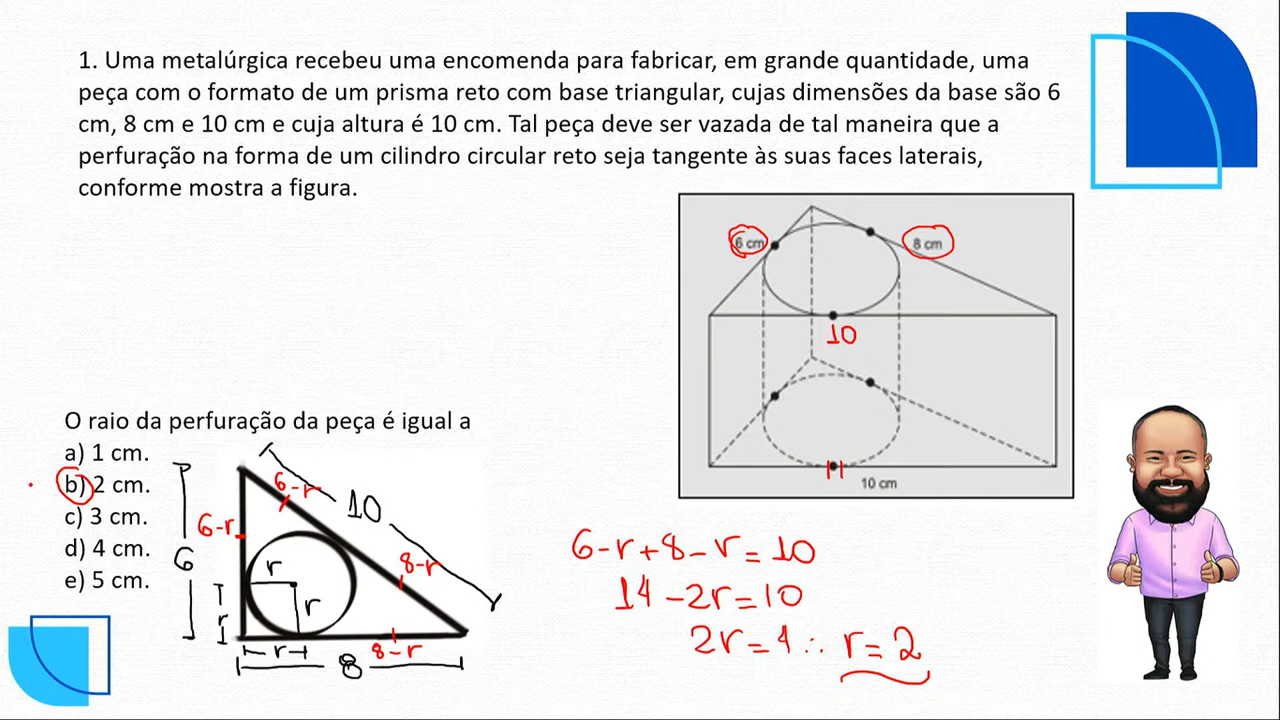 1. Uma metalúrgica recebeu uma encomenda para fabricar, em grande quantidade, uma
peça com o formato de um prisma reto com base triangular, cujas dimensões da base são 6
cm, 8 cm e 10 cm e cuja altura é 10 cm. Tal peça deve ser vazada de tal maneira que a
perfuração na forma de um cilindro circular reto seja tangente às suas faces laterais,
conforme mostra a figura.
6 cm
8 cm
10
10 cm
O raio da perfuração da peça é igual a
a) 1 cm.
b) 2 cm.
c) 3 cm.
d) 4 cm.
e) 5 cm.
6-r
10
6-r
6
8-r
r
r
r
r
8-r
8
6-r+8-r=10
14-2r=10
2r=4∴ r=2